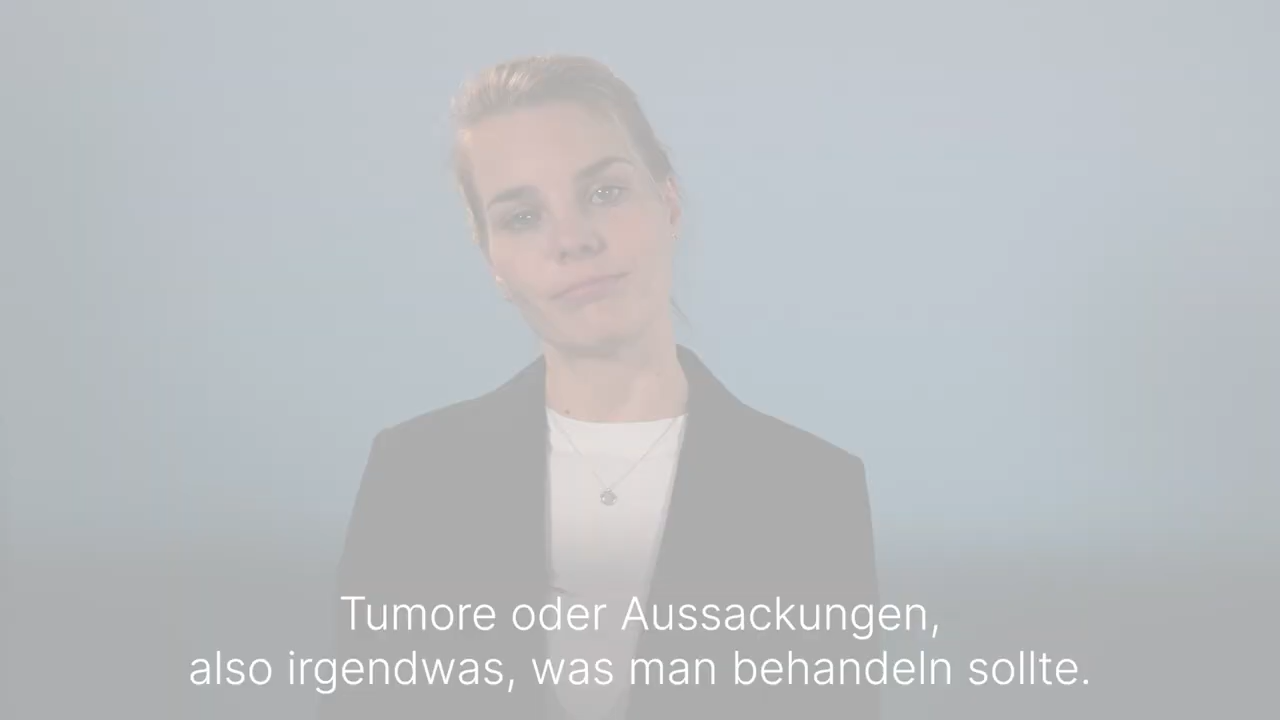 Tumore oder Aussackungen,
also irgendwas, was man behandeln sollte.